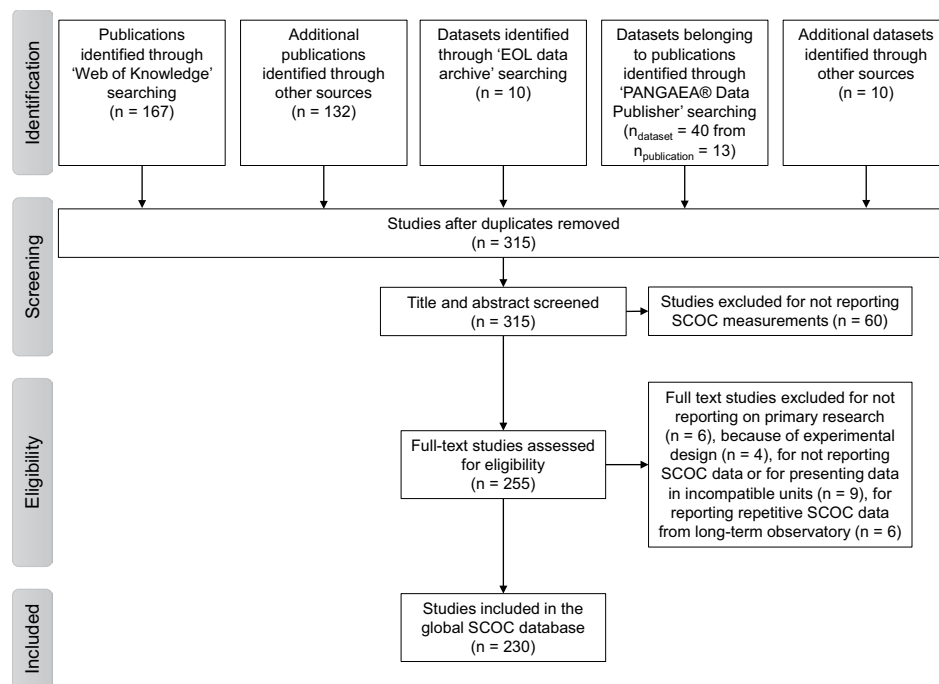 Identification
Publications
identified through
‘Web of Knowledge’
searching
(n = 167)
Additional
publications
identified through
other sources
(n = 132)
Datasets identified
through ‘EOL data
archive’ searching
(n = 10)
Datasets belonging
to publications
identified through
‘PANGAEA® Data
Publisher’ searching
(n_dataset = 40 from
n_publication = 13)
Additional datasets
identified through
other sources
(n = 10)
Screening
Studies after duplicates removed
(n = 315)
Title and abstract screened
(n = 315)
Studies excluded for not reporting
SCOC measurements (n = 60)
Eligibility
Full-text studies assessed
for eligibility
(n = 255)
Full text studies excluded for not
reporting on primary research
(n = 6), because of experimental
design (n = 4), for not reporting
SCOC data or for presenting data
in incompatible units (n = 9), for
reporting repetitive SCOC data
from long-term observatory (n = 6)
Included
Studies included in the
global SCOC database
(n = 230)